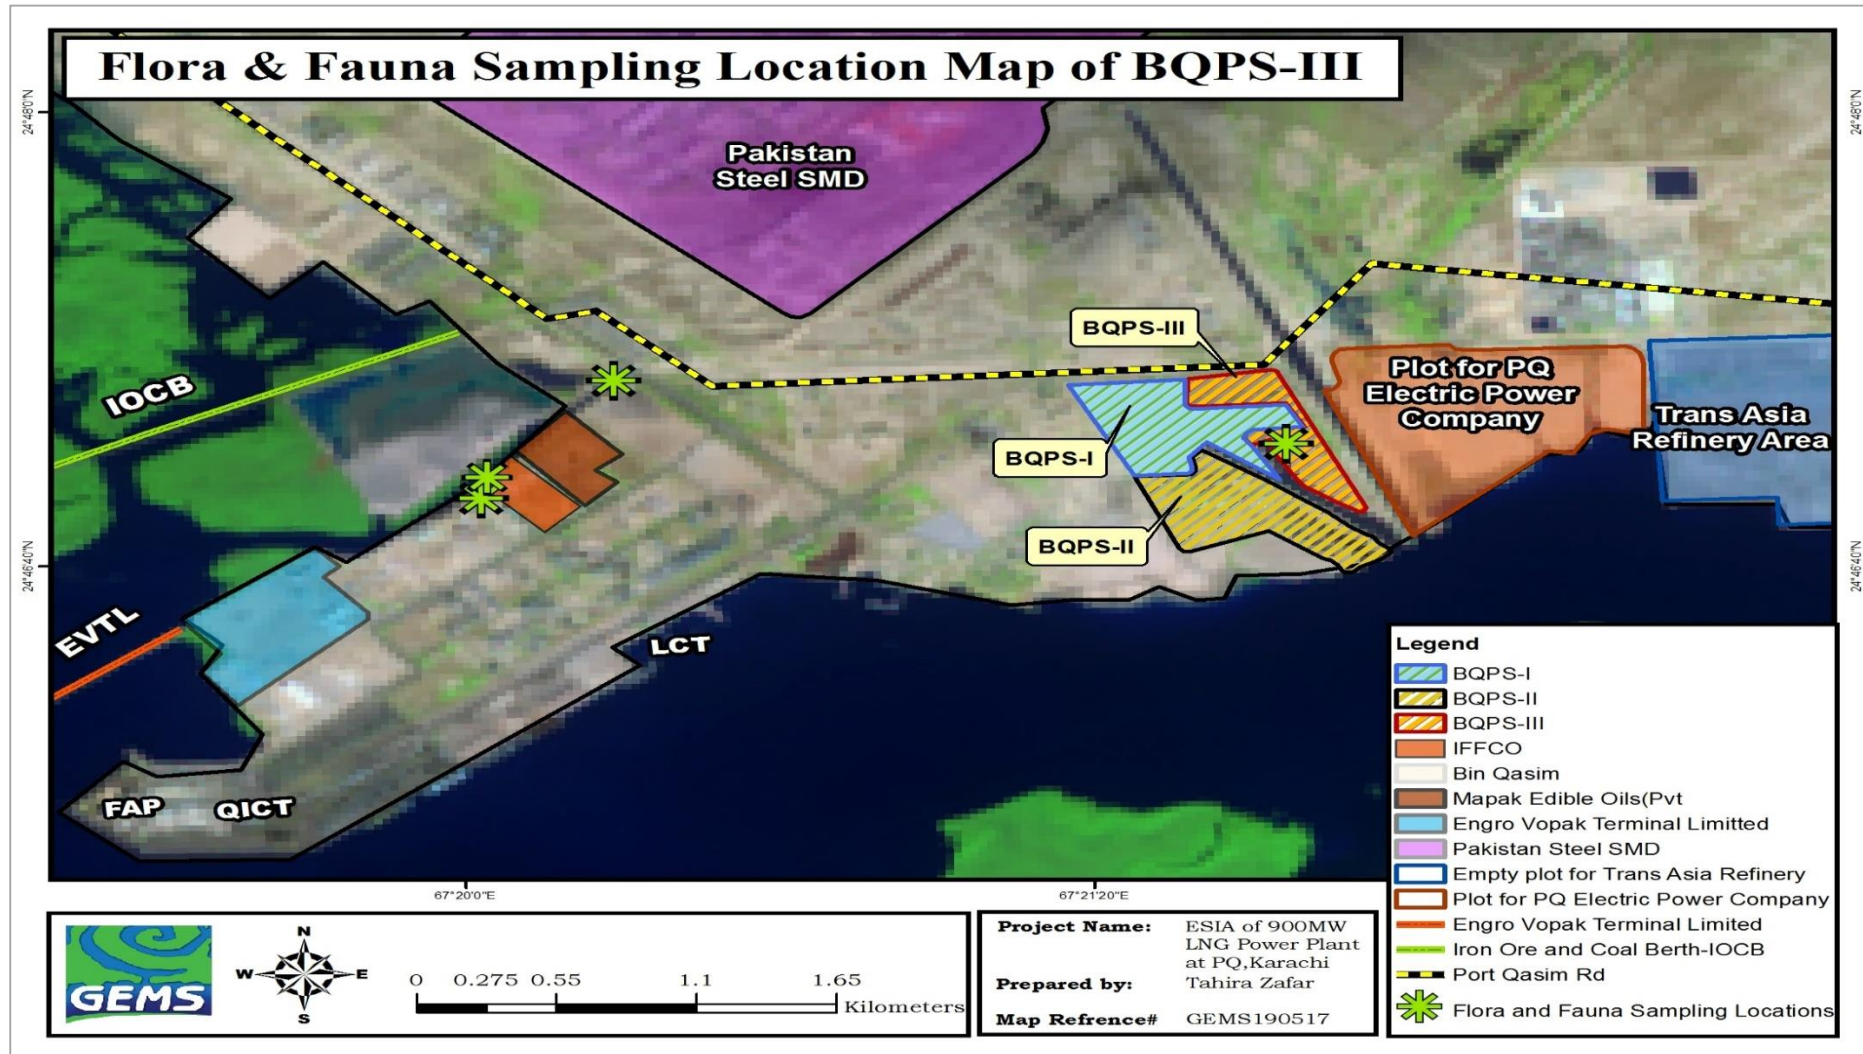 Flora & Fauna Sampling Location Map of BQPS-III
24°48'0"N
24°48'0"N
Pakistan
Steel SMD
BQPS-III
IOCB
Plot for PQ
Electric Power
Company
Trans Asia
Refinery Area
BQPS-I
BQPS-II
24°46'40"N
24°46'40"N
EVTL
LCT
FAP
QICT
67°20'0"E
67°21'20"E
Legend
BQPS-I
BQPS-II
BQPS-III
IFFCO
Bin Qasim
Mapak Edible Oils(Pvt
Engro Vopak Terminal Limitted
Pakistan Steel SMD
Empty plot for Trans Asia Refinery
Plot for PQ Electric Power Company
Engro Vopak Terminal Limited
Iron Ore and Coal Berth-IOCB
Port Qasim Rd
Flora and Fauna Sampling Locations
GEMS
N
W E
S
0 0.275 0.55 1.1 1.65
Kilometers
Project Name: ESIA of 900MW
LNG Power Plant
at PQ,Karachi
Prepared by: Tahira Zafar
Map Refrence# GEMS190517